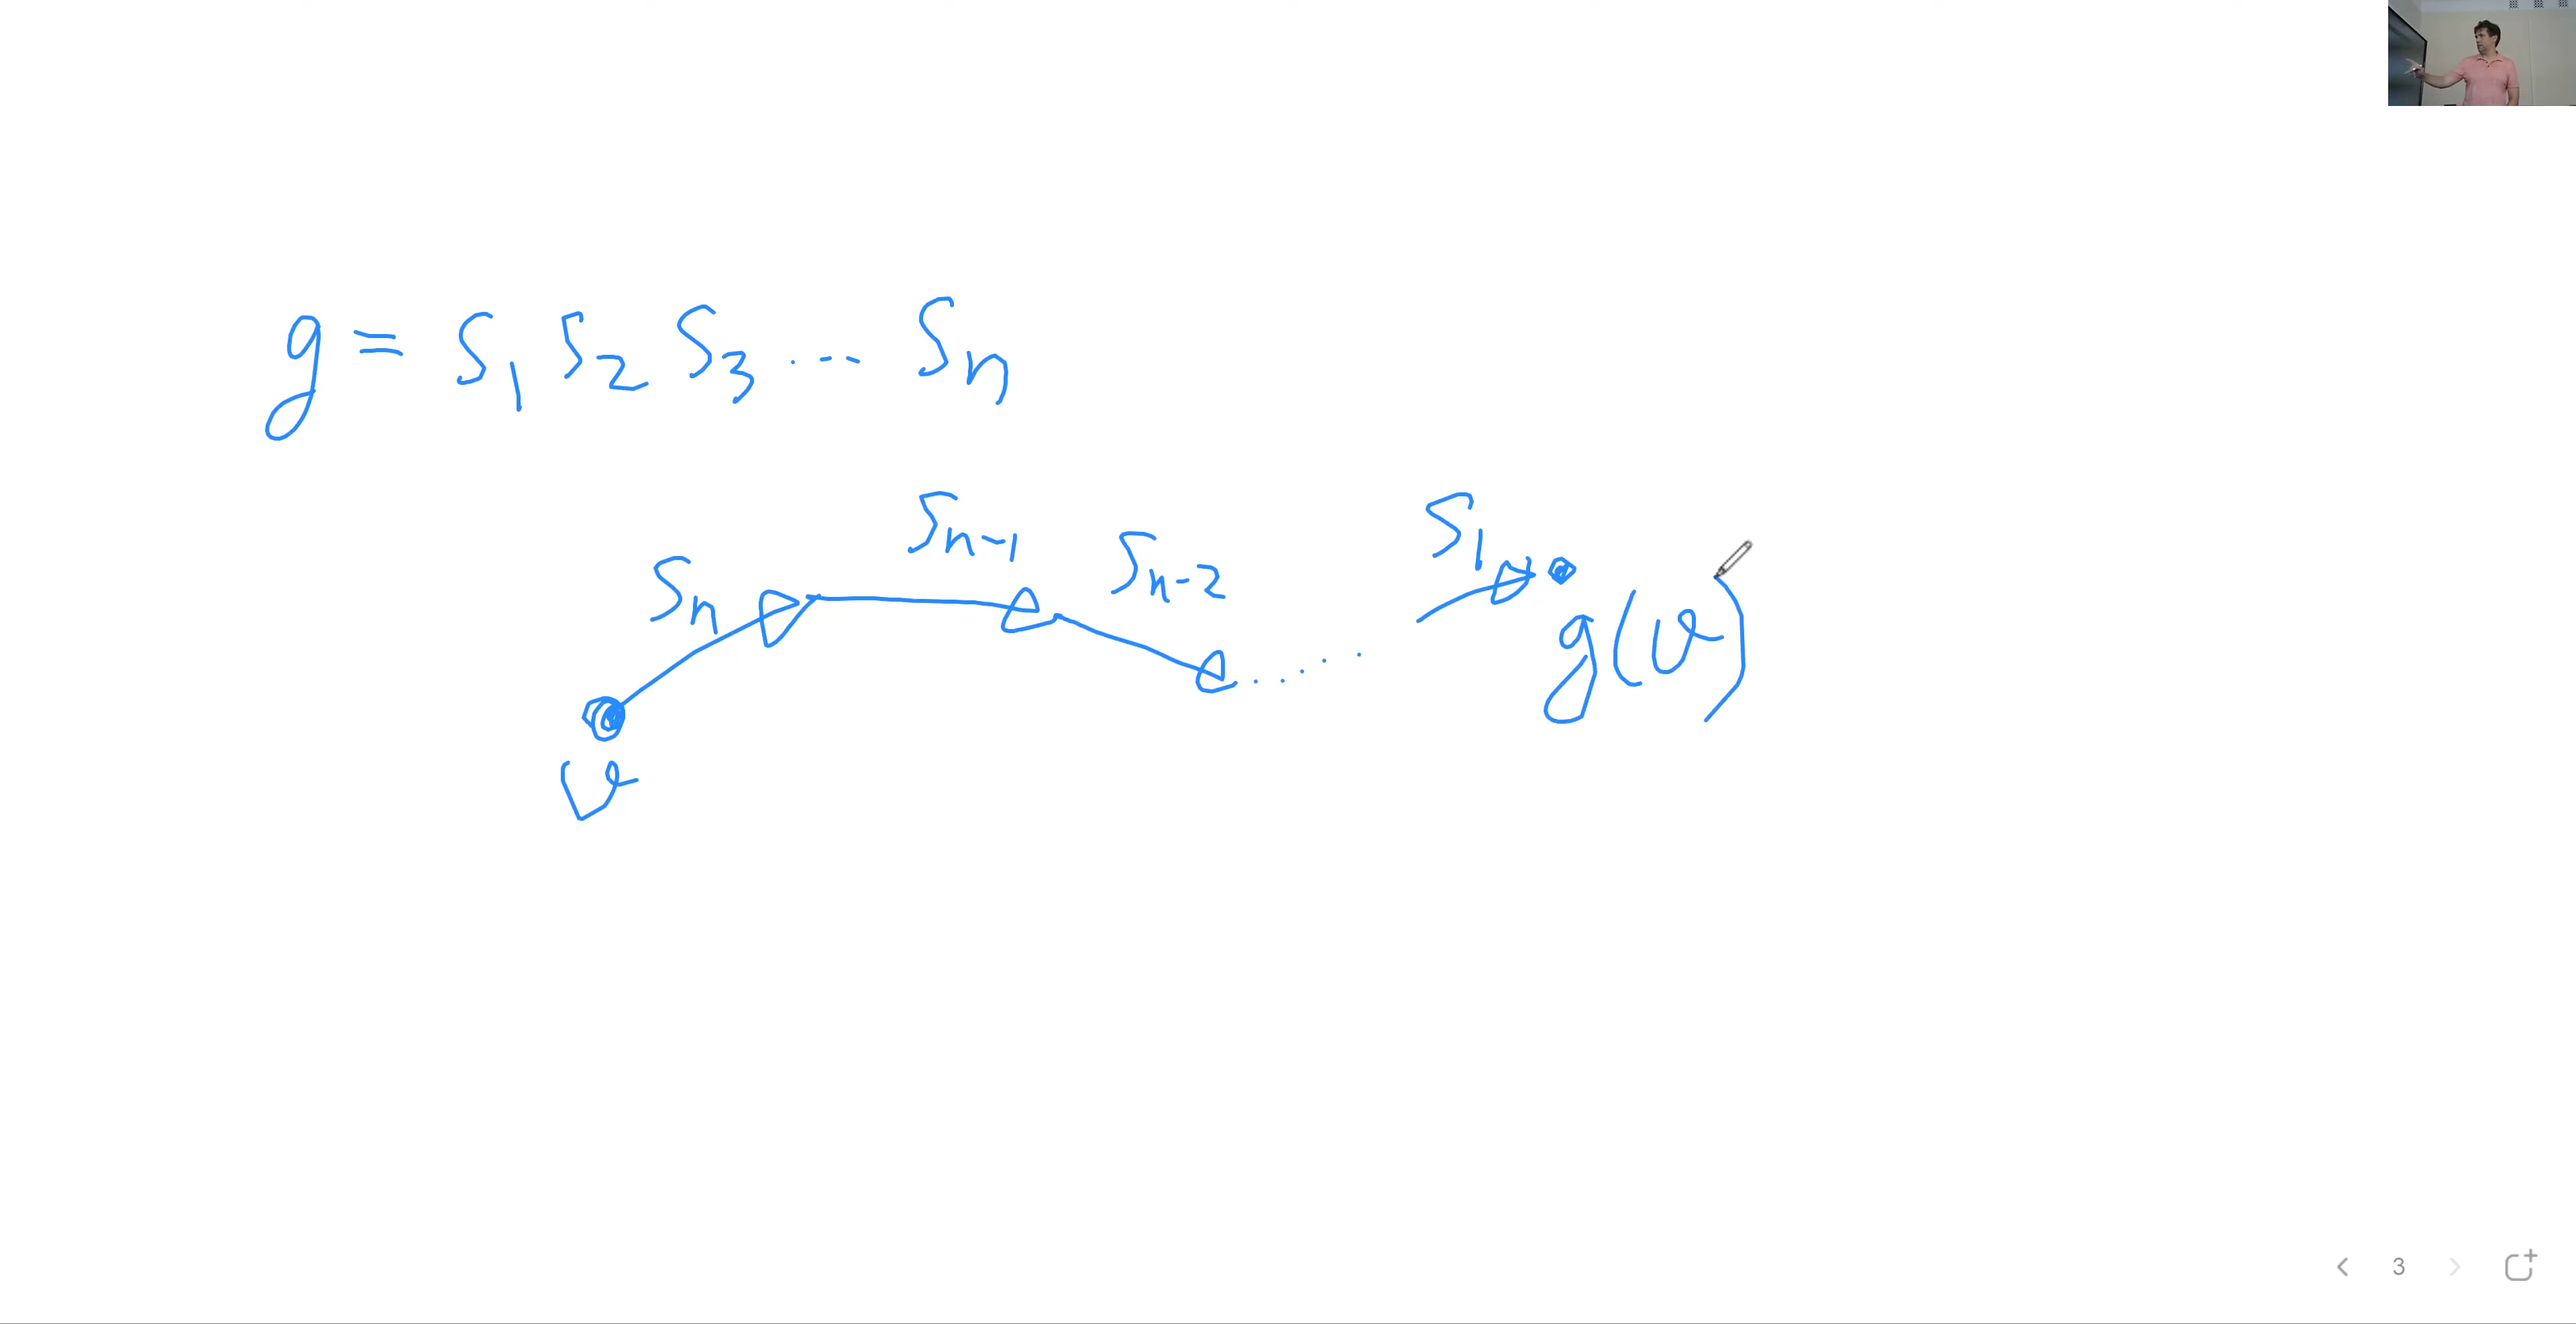 g = S₁ S₂ S₃ ... Sₙ
Sₙ Sₙ₋₁ Sₙ₋₂ ..... S₁
v g(v)
3